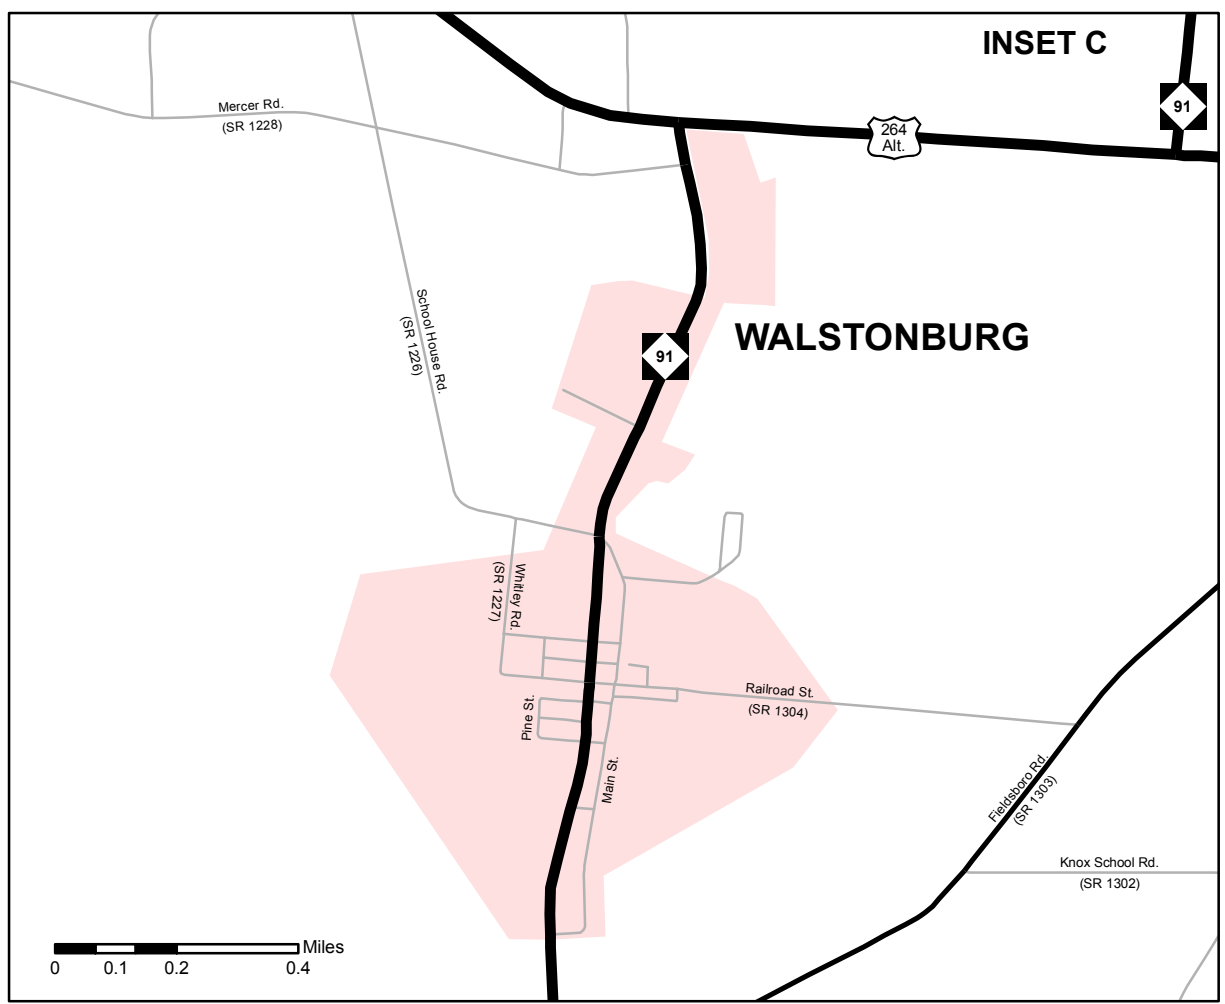 INSET C
91
Mercer Rd.
(SR 1228)
264
Alt.
School House Rd.
(SR 1226)
WALSTONBURG
91
Whitley Rd.
(SR 1227)
Railroad St.
(SR 1304)
Pine St.
Main St.
Fieldsboro Rd.
(SR 1303)
Knox School Rd.
(SR 1302)
Miles
0 0.1 0.2 0.4